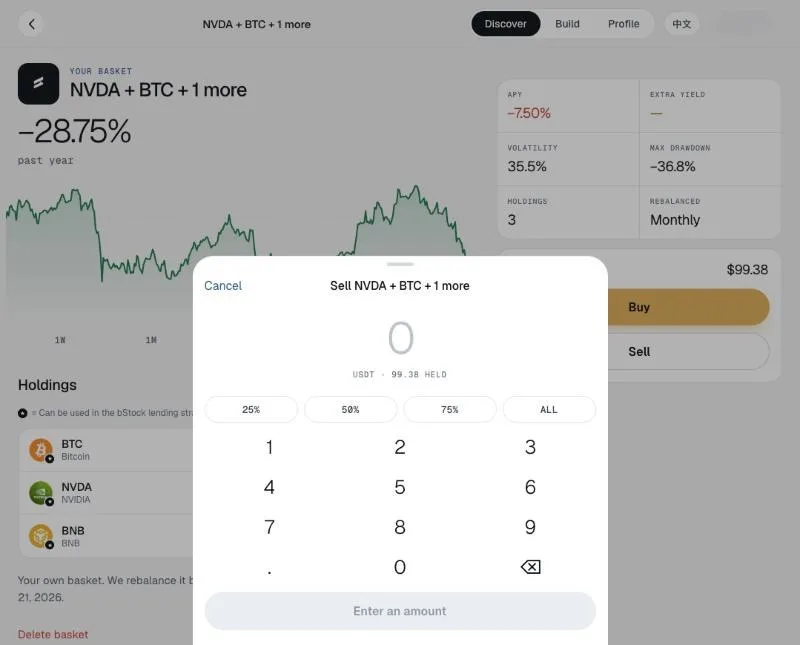 NVDA + BTC + 1 more
Discover
Build
Profile
中文
YOUR BASKET
NVDA + BTC + 1 more
−28.75%
past year
APY
−7.50%
EXTRA YIELD
—
VOLATILITY
35.5%
MAX DRAWDOWN
−36.8%
HOLDINGS
3
REBALANCED
Monthly
$99.38
Buy
Sell
1W
1M
Holdings
= Can be used in the bStock lending str
BTC
Bitcoin
NVDA
NVIDIA
BNB
BNB
Your own basket. We rebalance it b
21, 2026.
Delete basket
Cancel
Sell NVDA + BTC + 1 more
0
USDT · 99.38 HELD
25%
50%
75%
ALL
1
2
3
4
5
6
7
8
9
.
0
Enter an amount